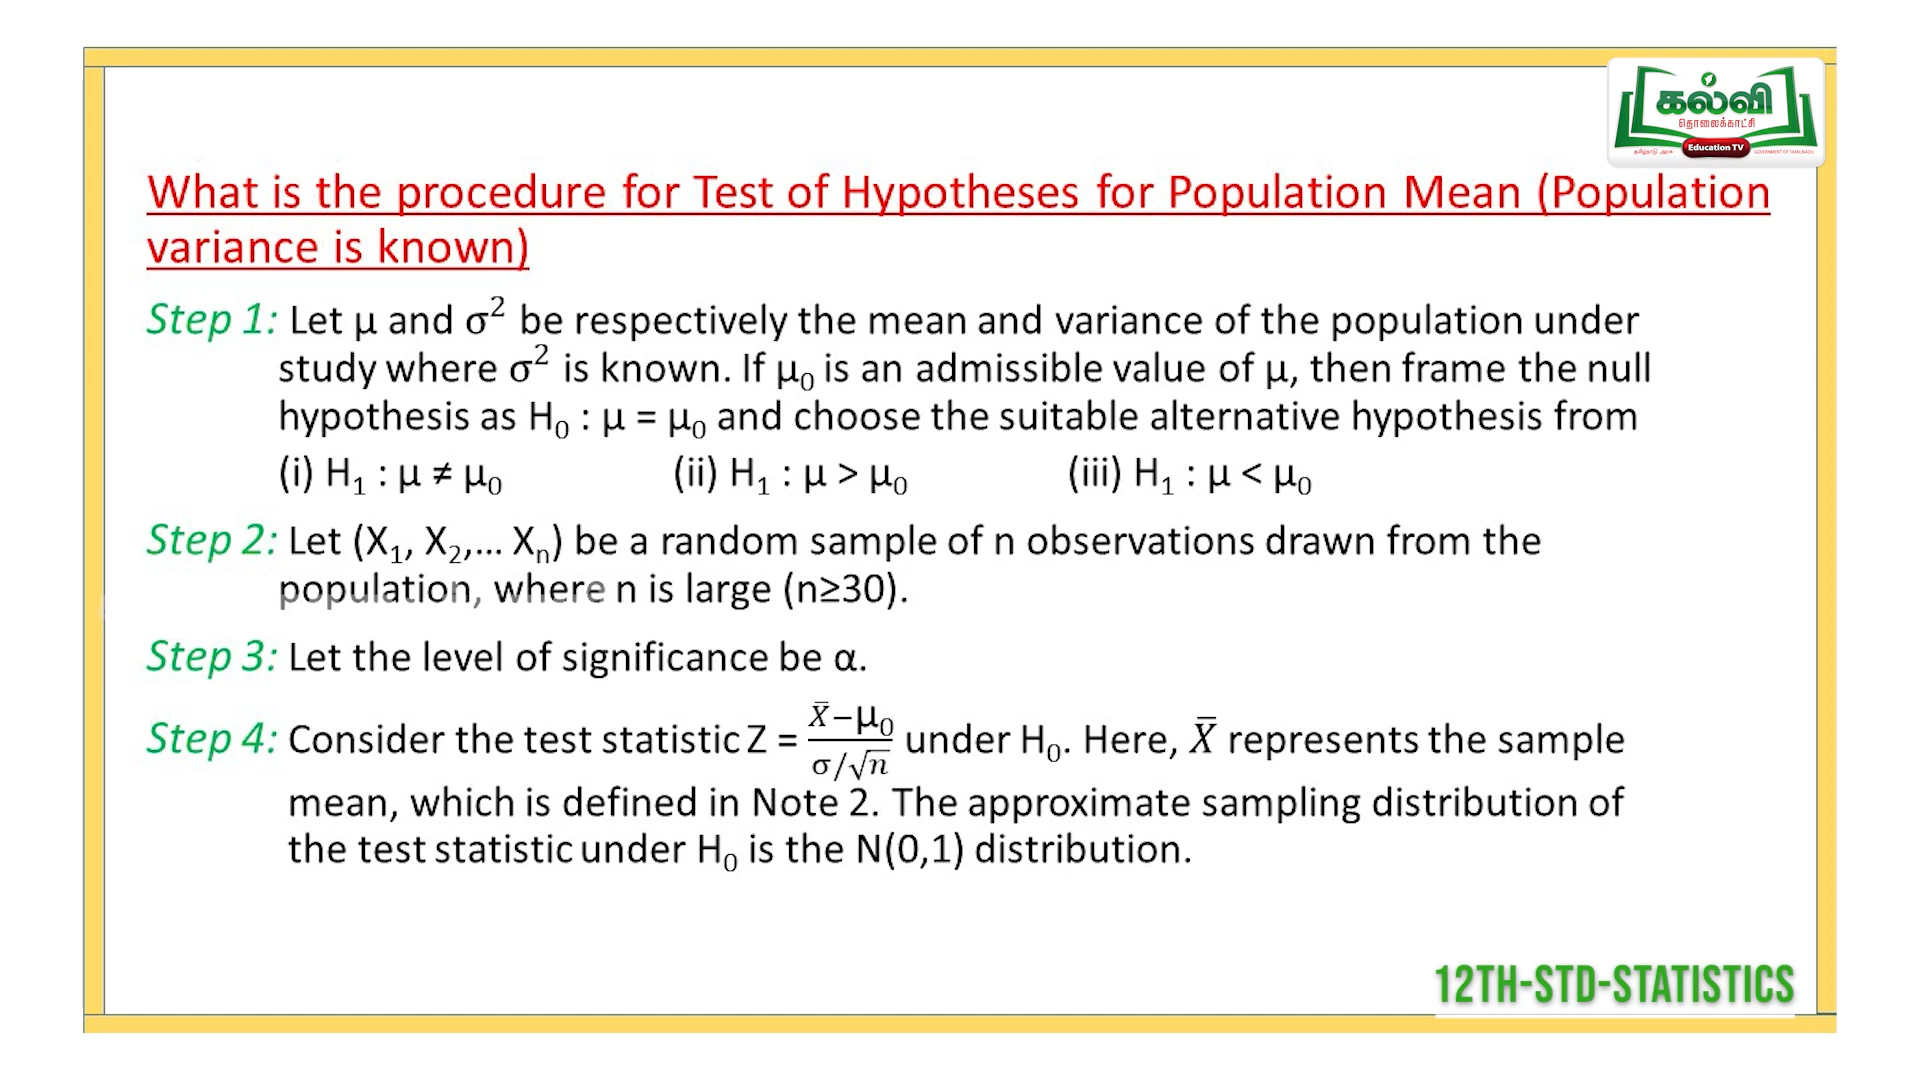 கல்வி
தொலைக்காட்சி
தமிழ்நாடு அரசு Education TV GOVERNMENT OF TAMILNADU
What is the procedure for Test of Hypotheses for Population Mean (Population
variance is known)
Step 1: Let μ and σ² be respectively the mean and variance of the population under
study where σ² is known. If μ₀ is an admissible value of μ, then frame the null
hypothesis as H₀ : μ = μ₀ and choose the suitable alternative hypothesis from
(i) H₁ : μ ≠ μ₀ (ii) H₁ : μ > μ₀ (iii) H₁ : μ < μ₀
Step 2: Let (X₁, X₂,… Xₙ) be a random sample of n observations drawn from the
population, where n is large (n≥30).
Step 3: Let the level of significance be α.
Step 4: Consider the test statistic Z = (X̄−μ₀)/(σ/√n) under H₀. Here, X̄ represents the sample
mean, which is defined in Note 2. The approximate sampling distribution of
the test statistic under H₀ is the N(0,1) distribution.
12TH-STD-STATISTICS